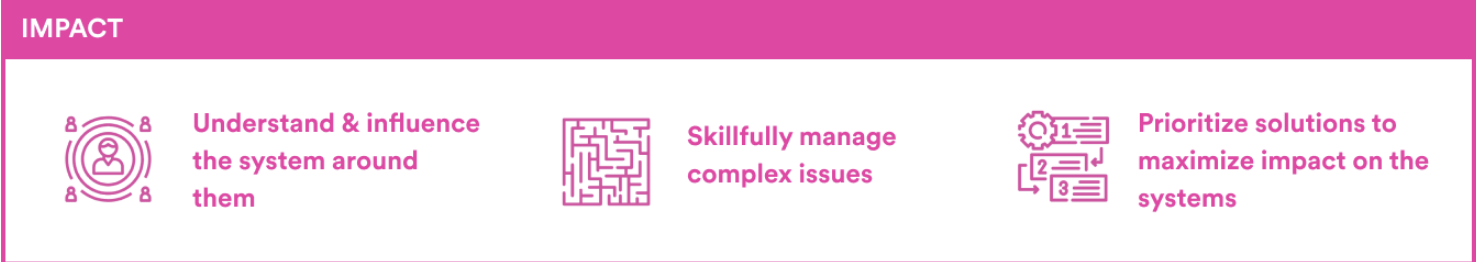 IMPACT
Understand & influence
the system around
them
Skillfully manage
complex issues
1
2
3
Prioritize solutions to
maximize impact on the
systems